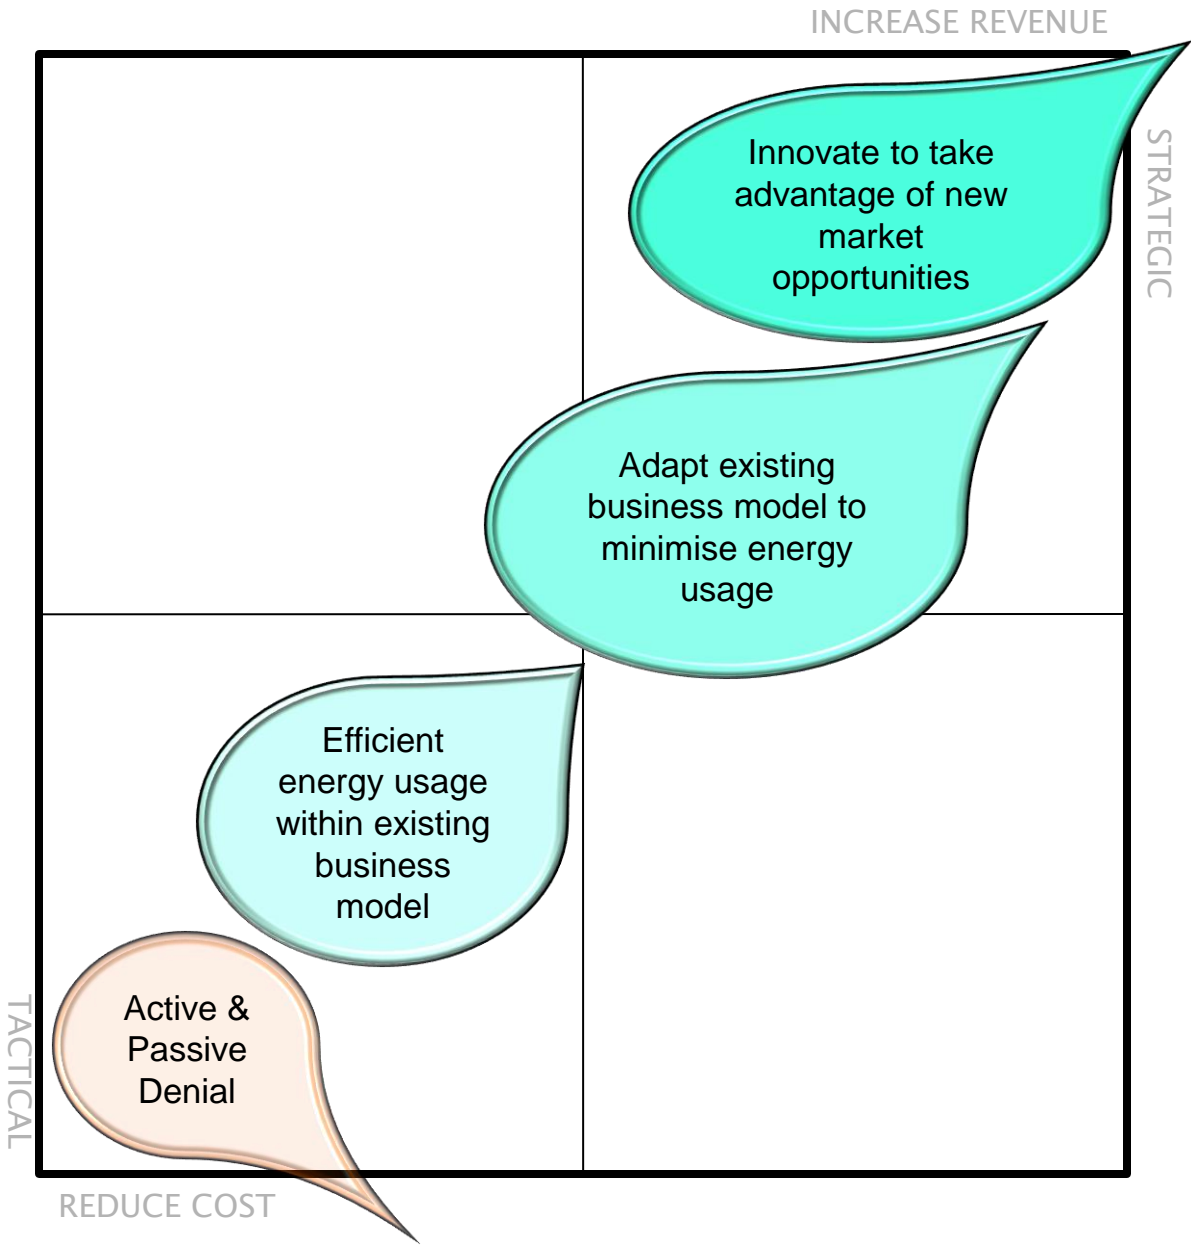 INCREASE REVENUE
STRATEGIC
Innovate to take
advantage of new
market
opportunities
Adapt existing
business model to
minimise energy
usage
Efficient
energy usage
within existing
business
model
Active &
Passive
Denial
TACTICAL
REDUCE COST